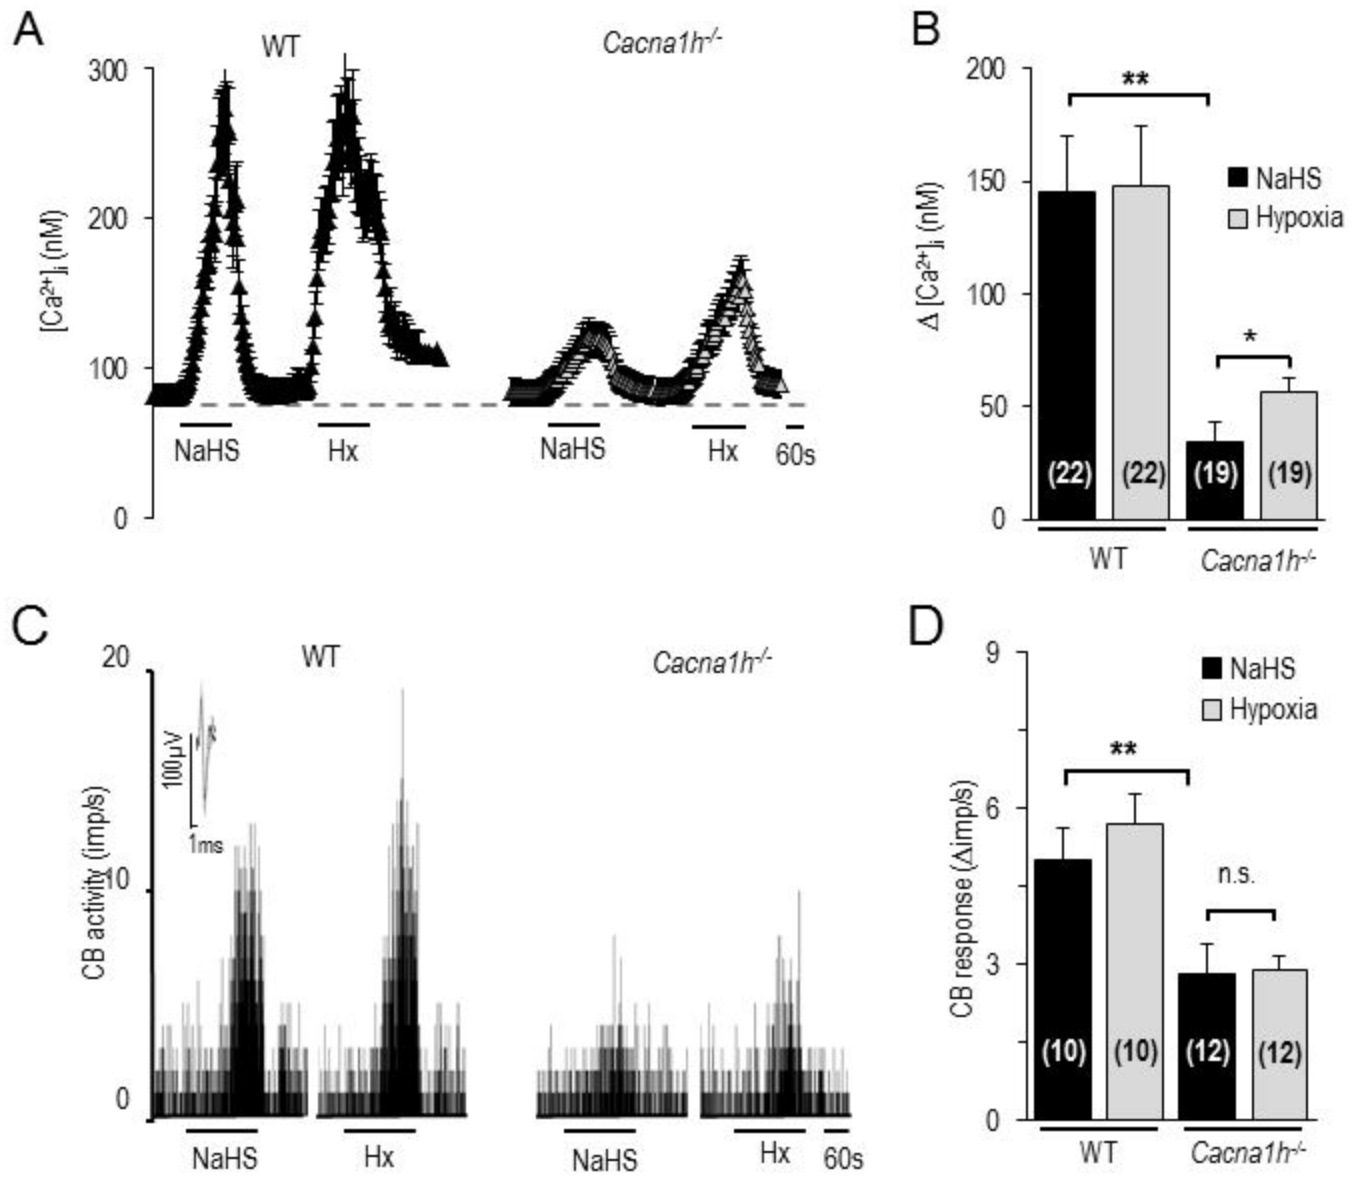 A
WT
Cacna1h-/-
300
200
100
0
[Ca2+]i (nM)
NaHS
Hx
NaHS
Hx
60s
B
200
150
100
50
0
Δ [Ca2+]i (nM)
**
*
NaHS
Hypoxia
(22)
(22)
(19)
(19)
WT
Cacna1h-/-
C
WT
Cacna1h-/-
20
10
0
CB activity (imp/s)
100µV
1ms
NaHS
Hx
NaHS
Hx
60s
D
9
6
3
0
CB response (Δimp/s)
NaHS
Hypoxia
**
n.s.
(10)
(10)
(12)
(12)
WT
Cacna1h-/-